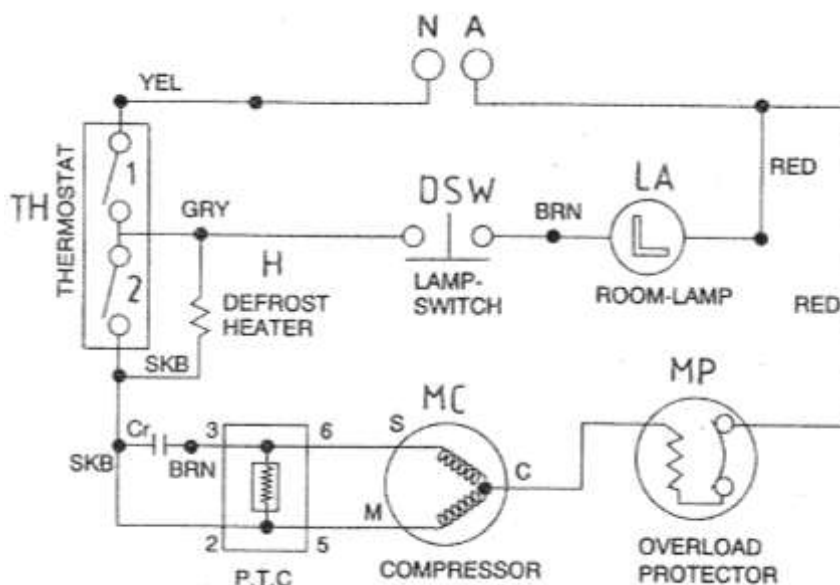 N A
YEL
TH
THERMOSTAT
1
2
GRY
DSW
LAMP-
SWITCH
BRN
LA
ROOM-LAMP
RED
H
DEFROST
HEATER
SKB
RED
MP
OVERLOAD
PROTECTOR
Cr
SKB
BRN
3
6
2
5
P.T.C
S
MC
C
M
COMPRESSOR